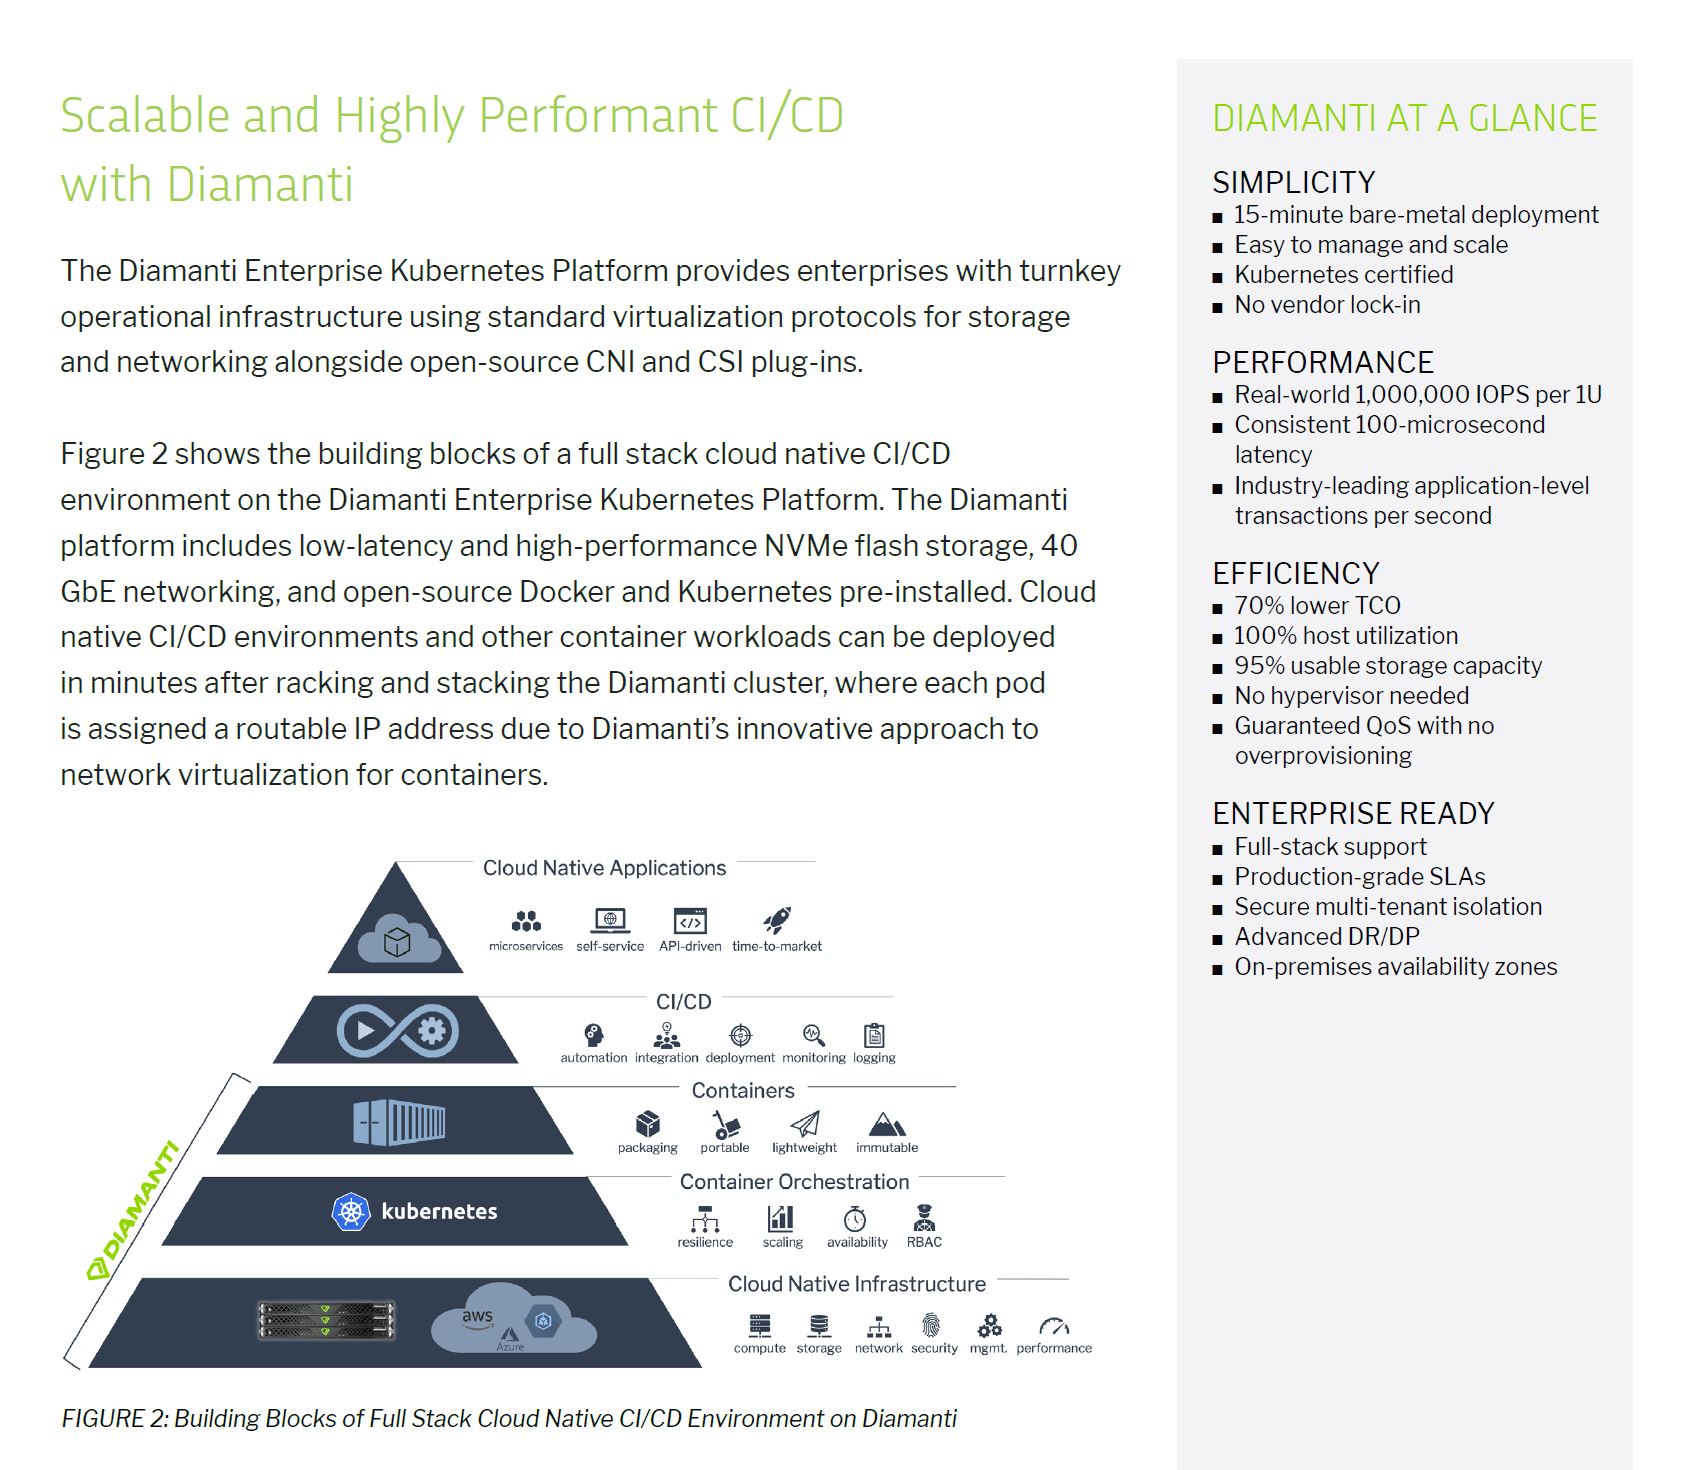 Scalable and Highly Performant CI/CD
with Diamanti
The Diamanti Enterprise Kubernetes Platform provides enterprises with turnkey
operational infrastructure using standard virtualization protocols for storage
and networking alongside open-source CNI and CSI plug-ins.
Figure 2 shows the building blocks of a full stack cloud native CI/CD
environment on the Diamanti Enterprise Kubernetes Platform. The Diamanti
platform includes low-latency and high-performance NVMe flash storage, 40
GbE networking, and open-source Docker and Kubernetes pre-installed. Cloud
native CI/CD environments and other container workloads can be deployed
in minutes after racking and stacking the Diamanti cluster, where each pod
is assigned a routable IP address due to Diamanti’s innovative approach to
network virtualization for containers.
Cloud Native Applications
microservices self-service API-driven time-to-market
CI/CD
automation integration deployment monitoring logging
Containers
packaging portable lightweight immutable
Container Orchestration
kubernetes
resilience scaling availability RBAC
Cloud Native Infrastructure
aws
Azure
compute storage network security mgmt. performance
DIAMANTI
FIGURE 2: Building Blocks of Full Stack Cloud Native CI/CD Environment on Diamanti
DIAMANTI AT A GLANCE
SIMPLICITY
■ 15-minute bare-metal deployment
■ Easy to manage and scale
■ Kubernetes certified
■ No vendor lock-in
PERFORMANCE
■ Real-world 1,000,000 IOPS per 1U
■ Consistent 100-microsecond
latency
■ Industry-leading application-level
transactions per second
EFFICIENCY
■ 70% lower TCO
■ 100% host utilization
■ 95% usable storage capacity
■ No hypervisor needed
■ Guaranteed QoS with no
overprovisioning
ENTERPRISE READY
■ Full-stack support
■ Production-grade SLAs
■ Secure multi-tenant isolation
■ Advanced DR/DP
■ On-premises availability zones